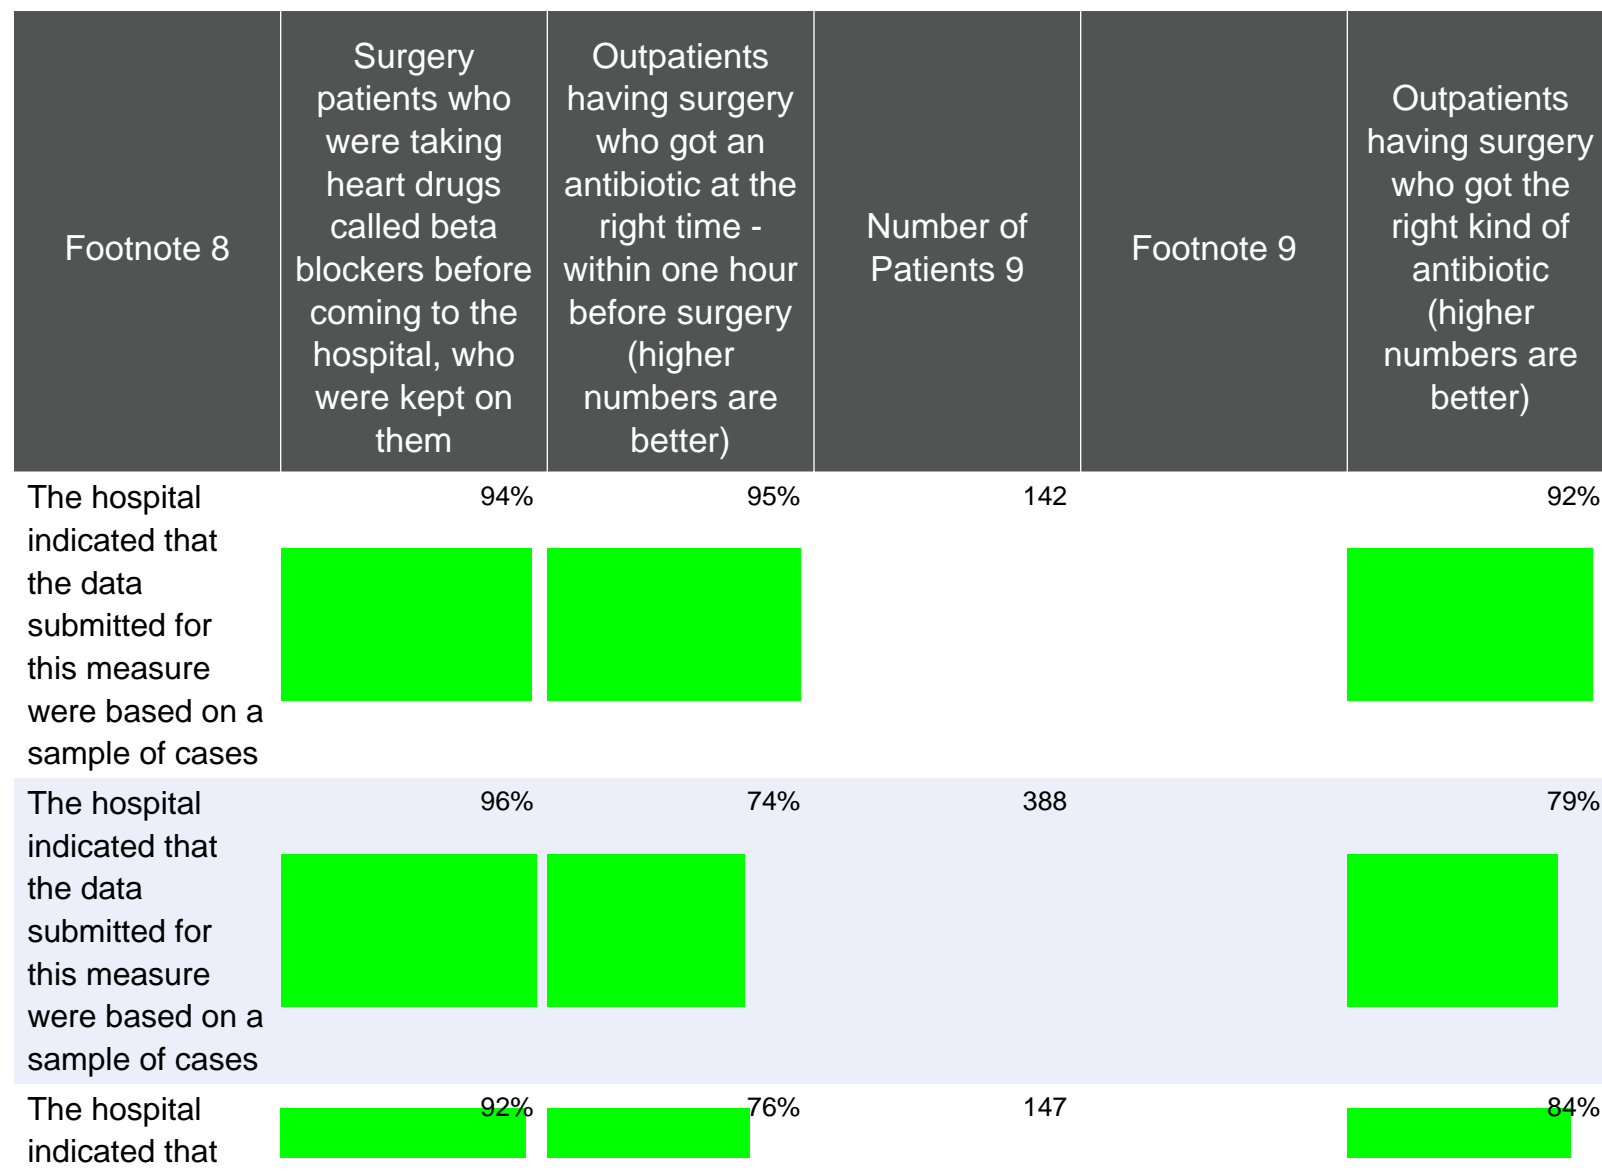 Footnote 8
Surgery
patients who
were taking
heart drugs
called beta
blockers before
coming to the
hospital, who
were kept on
them
Outpatients
having surgery
who got an
antibiotic at the
right time -
within one hour
before surgery
(higher
numbers are
better)
Number of
Patients 9
Footnote 9
Outpatients
having surgery
who got the
right kind of
antibiotic
(higher
numbers are
better)
The hospital
indicated that
the data
submitted for
this measure
were based on a
sample of cases
94%
95%
142
92%
The hospital
indicated that
the data
submitted for
this measure
were based on a
sample of cases
96%
74%
388
79%
The hospital
indicated that
92%
76%
147
84%